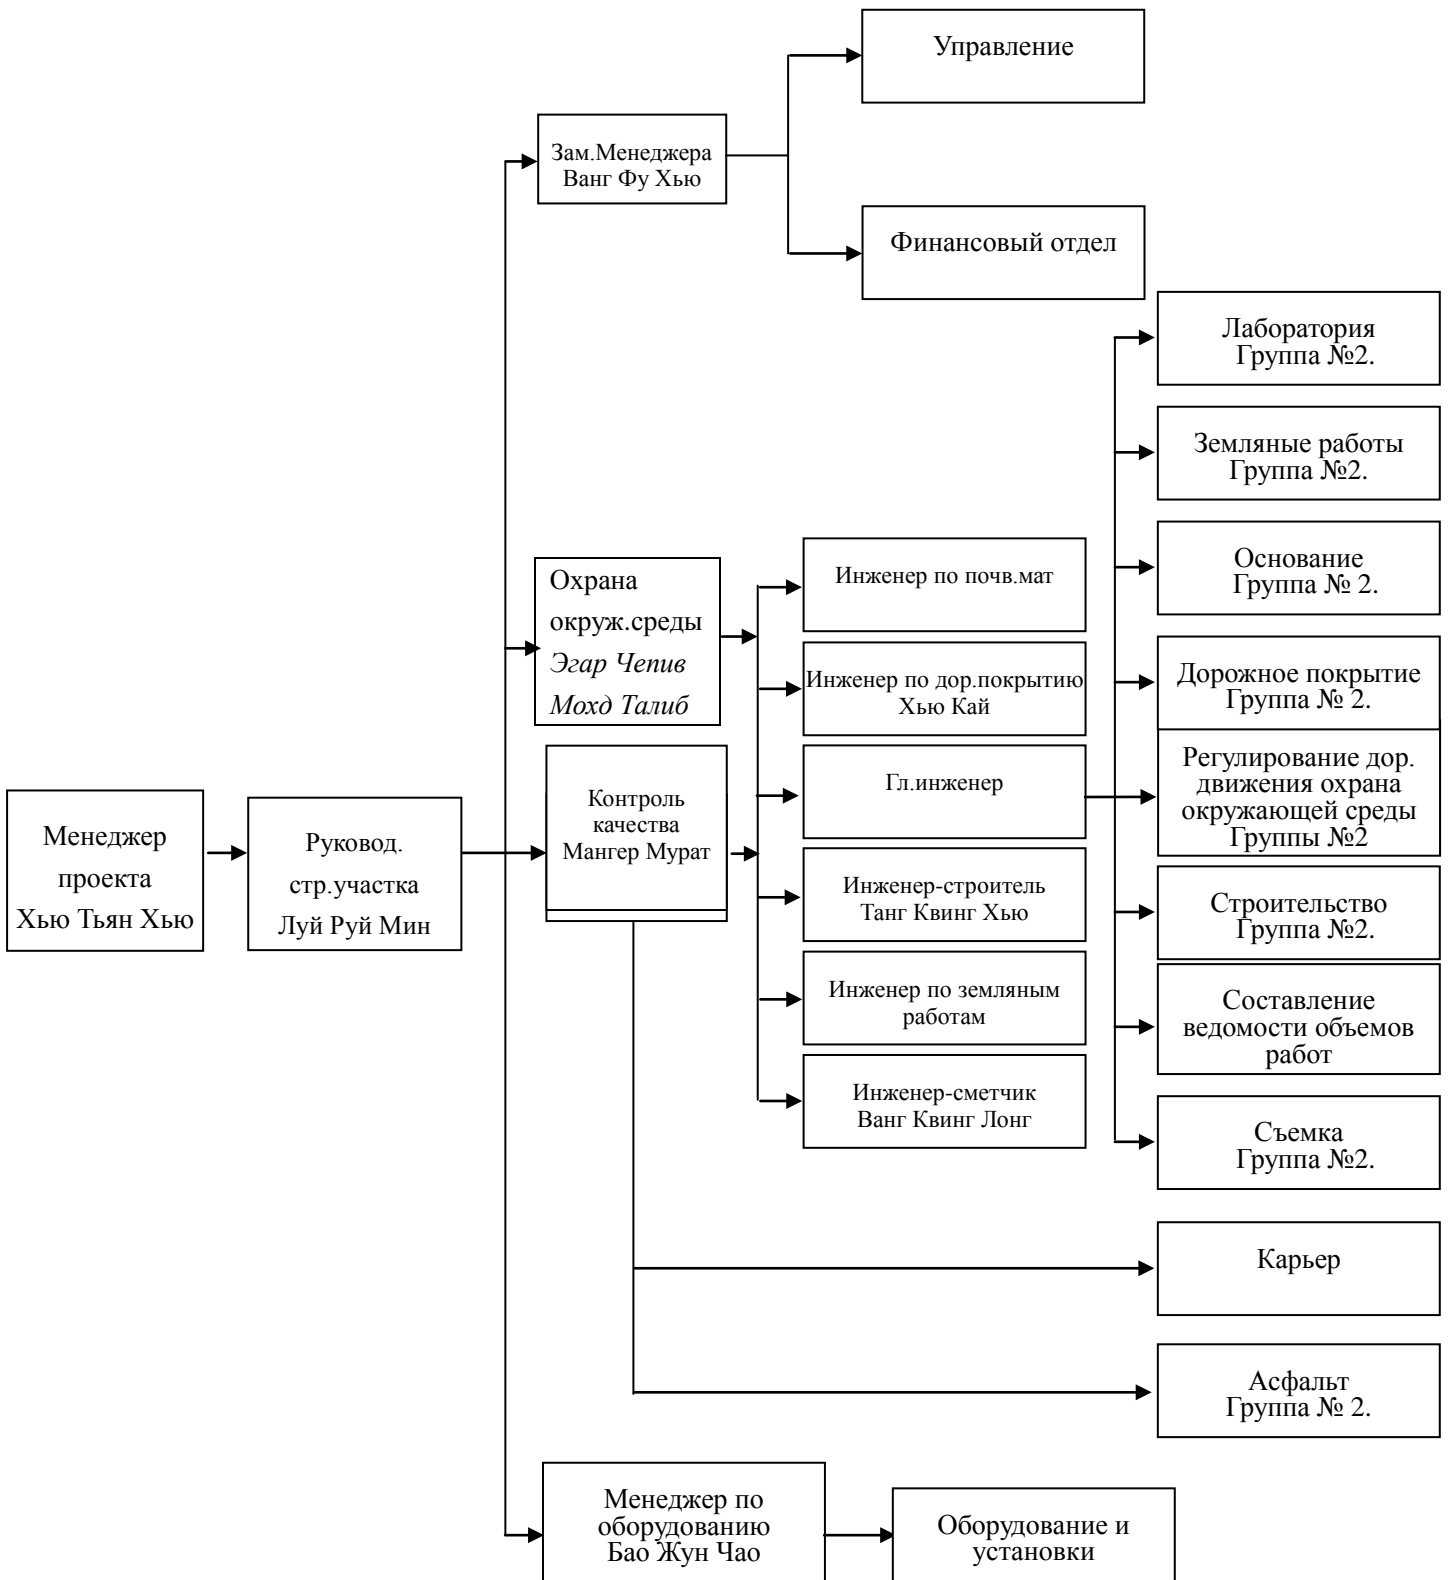 Управление
Зам.Менеджера
Ванг Фу Хью
Финансовый отдел
Лаборатория
Группа №2.
Земляные работы
Группа №2.
Основание
Группа № 2.
Охрана
окруж.среды
Эгар Чепив
Мохд Талиб
Инженер по почв.мат
Инженер по дор.покрытию
Хью Кай
Дорожное покрытие
Группа № 2.
Гл.инженер
Регулирование дор.
движения охрана
окружающей среды
Группы №2
Менеджер
проекта
Хью Тьян Хью
Руковод.
стр.участка
Луй Руй Мин
Контроль
качества
Мангер Мурат
Инженер-строитель
Танг Квинг Хью
Строительство
Группа №2.
Инженер по земляным
работам
Составление
ведомости объемов
работ
Инженер-сметчик
Ванг Квинг Лонг
Съемка
Группа №2.
Карьер
Асфальт
Группа № 2.
Менеджер по
оборудованию
Бао Жун Чао
Оборудование и
установки